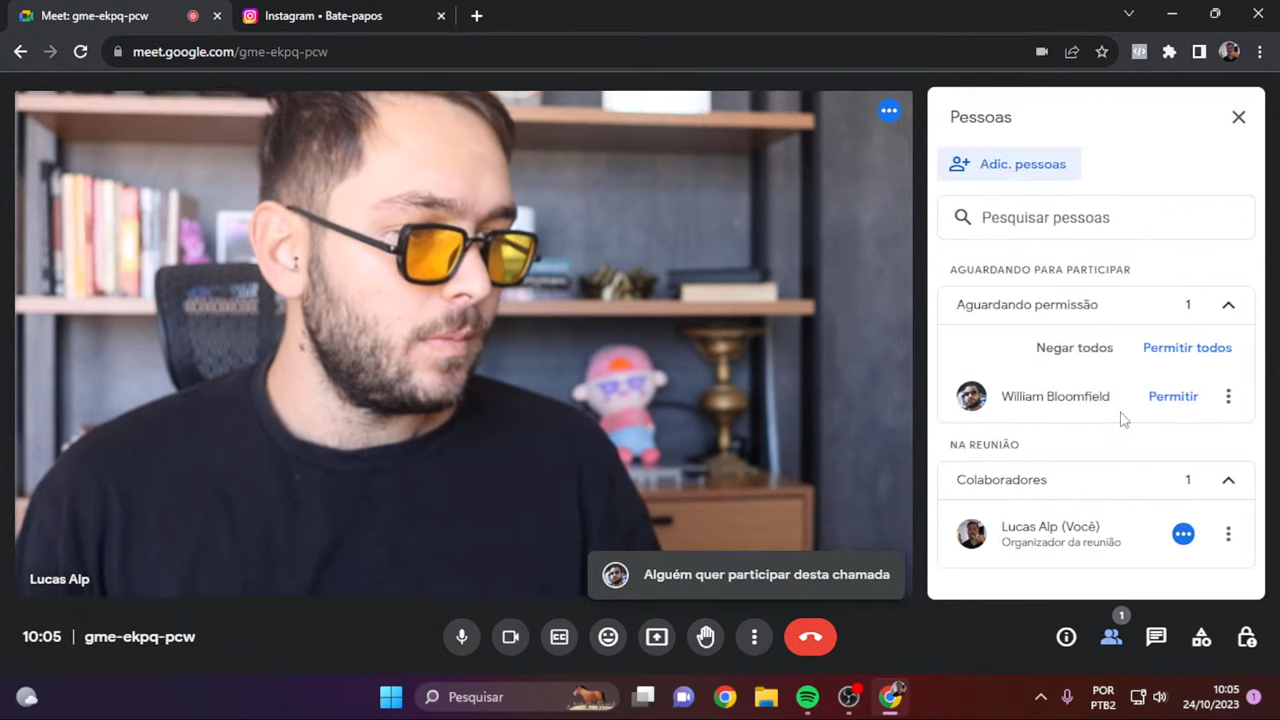 Meet: gme-ekpq-pcw
Instagram • Bate-papos
meet.google.com/gme-ekpq-pcw
Pessoas
Adic. pessoas
Pesquisar pessoas
AGUARDANDO PARA PARTICIPAR
Aguardando permissão 1
Negar todos Permitir todos
William Bloomfield Permitir
NA REUNIÃO
Colaboradores 1
Lucas Alp (Você)
Organizador da reunião
Alguém quer participar desta chamada
Lucas Alp
10:05 | gme-ekpq-pcw
1
Pesquisar
POR
PTB2
10:05
24/10/2023
1